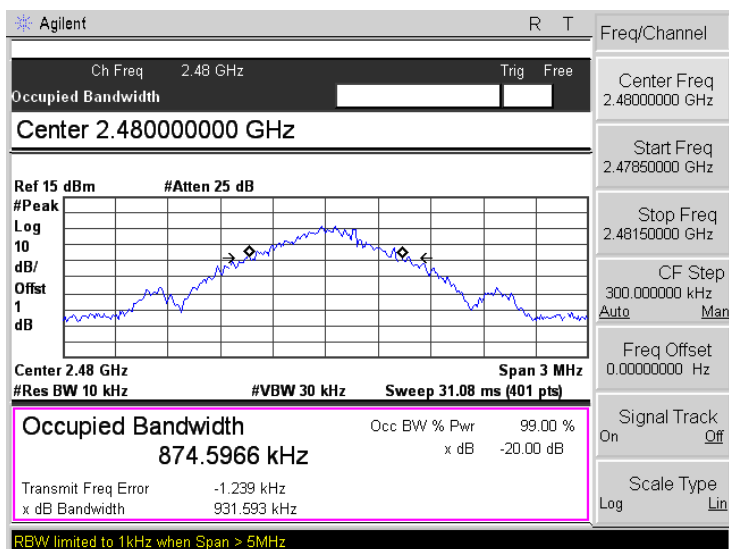 Agilent R T
Ch Freq 2.48 GHz Trig Free
Occupied Bandwidth
Center 2.480000000 GHz
Ref 15 dBm #Atten 25 dB
#Peak
Log
10
dB/
Offst
1
dB
Center 2.48 GHz Span 3 MHz
#Res BW 10 kHz #VBW 30 kHz Sweep 31.08 ms (401 pts)
Occupied Bandwidth Occ BW % Pwr 99.00 %
874.5966 kHz x dB -20.00 dB
Transmit Freq Error -1.239 kHz
x dB Bandwidth 931.593 kHz
RBW limited to 1kHz when Span > 5MHz
Freq/Channel
Center Freq
2.48000000 GHz
Start Freq
2.47850000 GHz
Stop Freq
2.48150000 GHz
CF Step
300.000000 kHz
Auto Man
Freq Offset
0.00000000 Hz
Signal Track
On Off
Scale Type
Log Lin